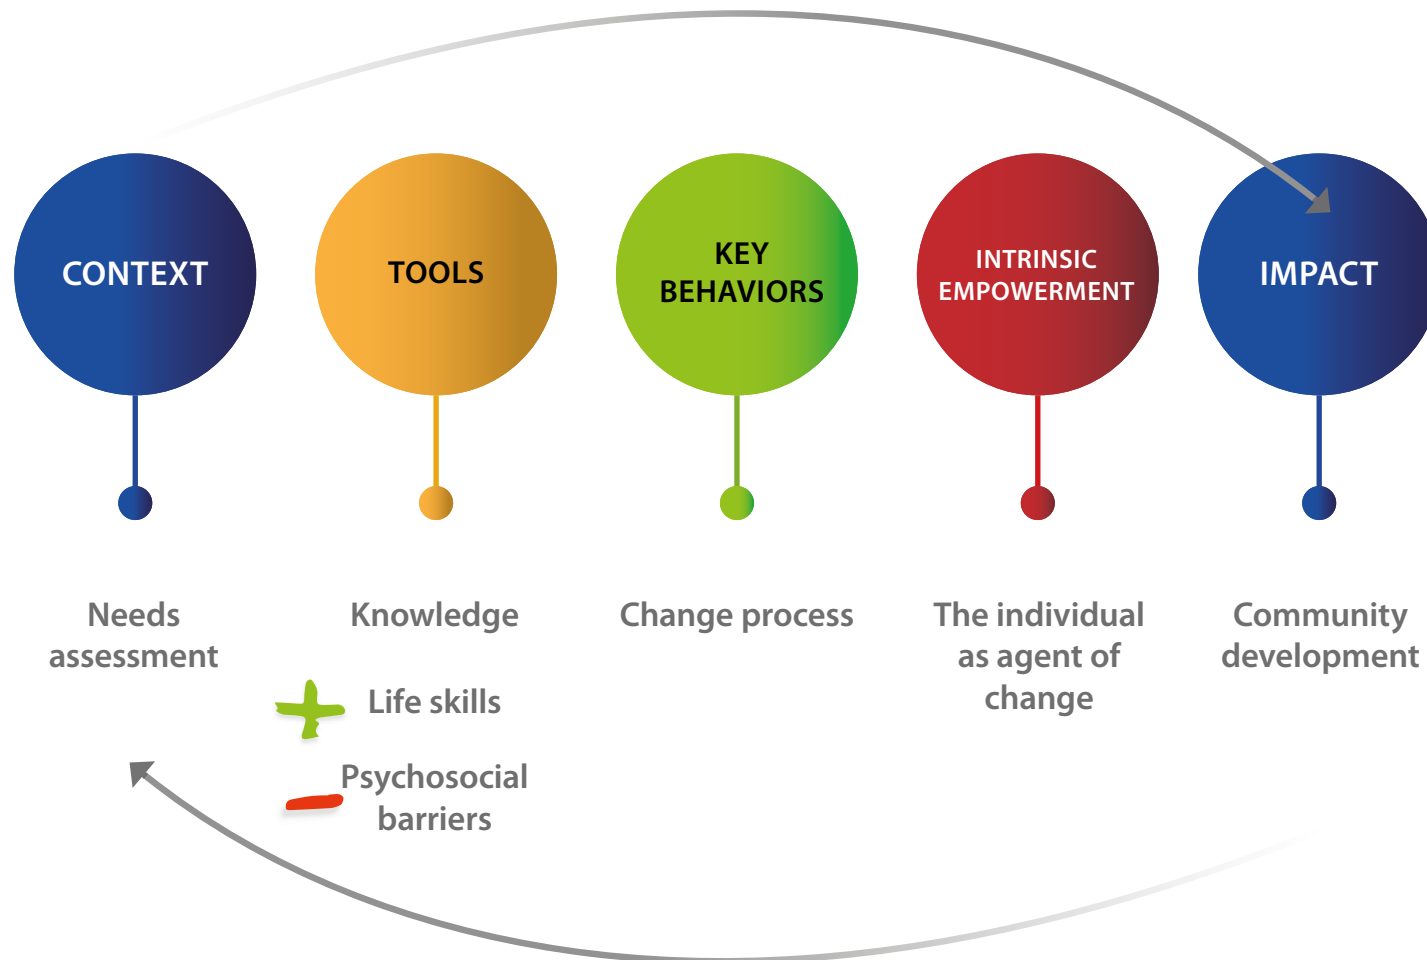 CONTEXT
TOOLS
KEY
BEHAVIORS
INTRINSIC
EMPOWERMENT
IMPACT
Needs
assessment
Knowledge
Life skills
Psychosocial
barriers
Change process
The individual
as agent of
change
Community
development